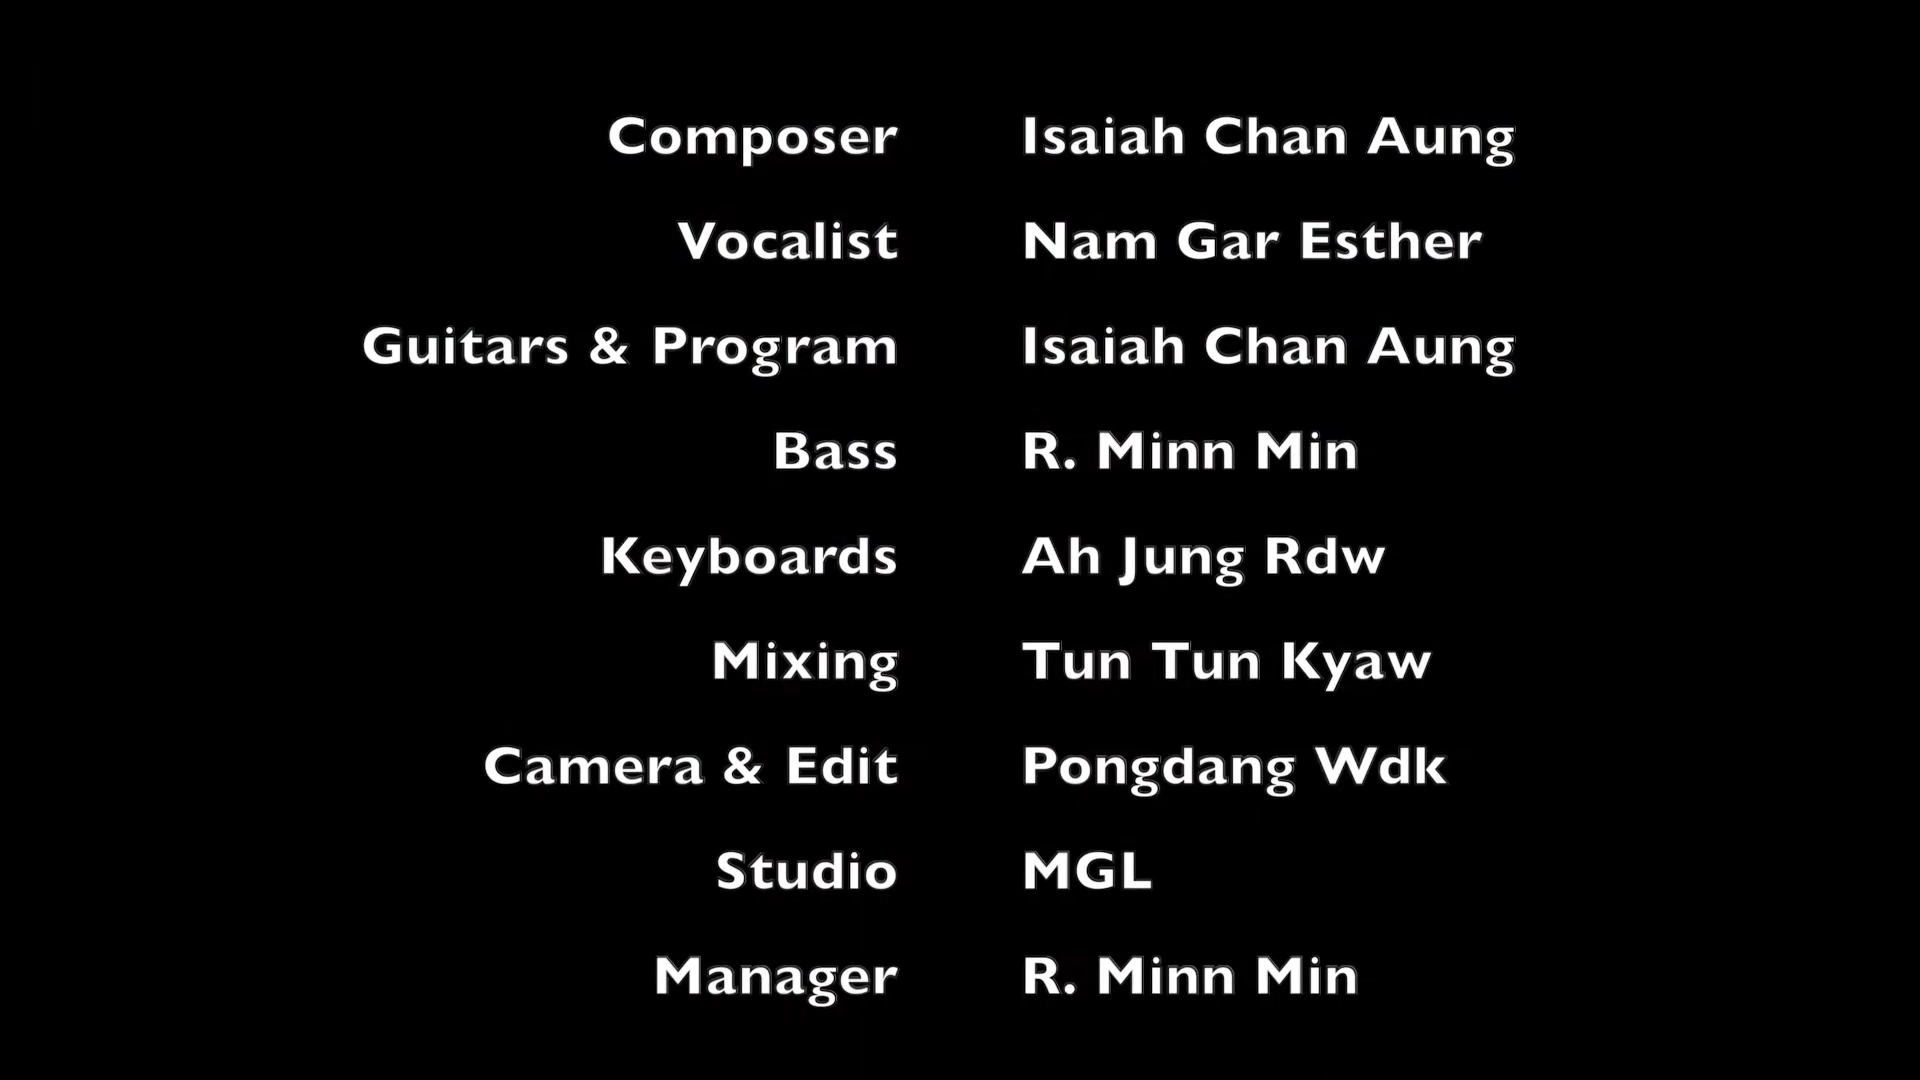 Composer Isaiah Chan Aung
Vocalist Nam Gar Esther
Guitars & Program Isaiah Chan Aung
Bass R. Minn Min
Keyboards Ah Jung Rdw
Mixing Tun Tun Kyaw
Camera & Edit Pongdang Wdk
Studio MGL
Manager R. Minn Min